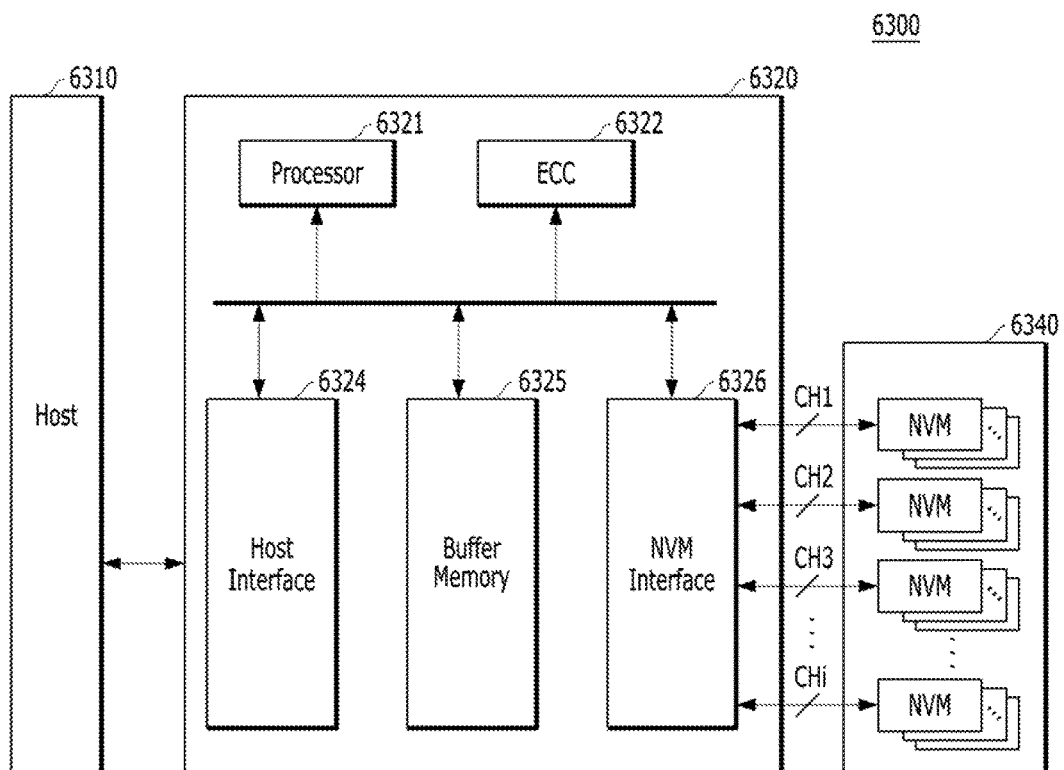 6300
6310
6320
6321
6322
Processor
ECC
6340
6324
6325
6326
CH1
Host
NVM
CH2
NVM
Host
Interface
Buffer
Memory
NVM
Interface
CH3
NVM
CHi
NVM